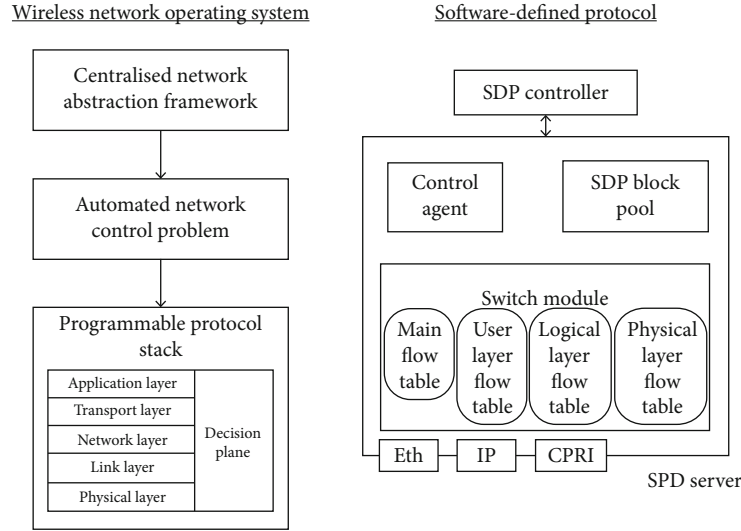 Wireless network operating system
Centralised network
abstraction framework
Automated network
control problem
Programmable protocol
stack
Application layer
Transport layer
Network layer
Link layer
Physical layer
Decision
plane
Software-defined protocol
SDP controller
Control
agent
SDP block
pool
Switch module
Main
flow
table
User
layer
flow
table
Logical
layer
flow
table
Physical
layer
flow
table
Eth
IP
CPRI
SPD server